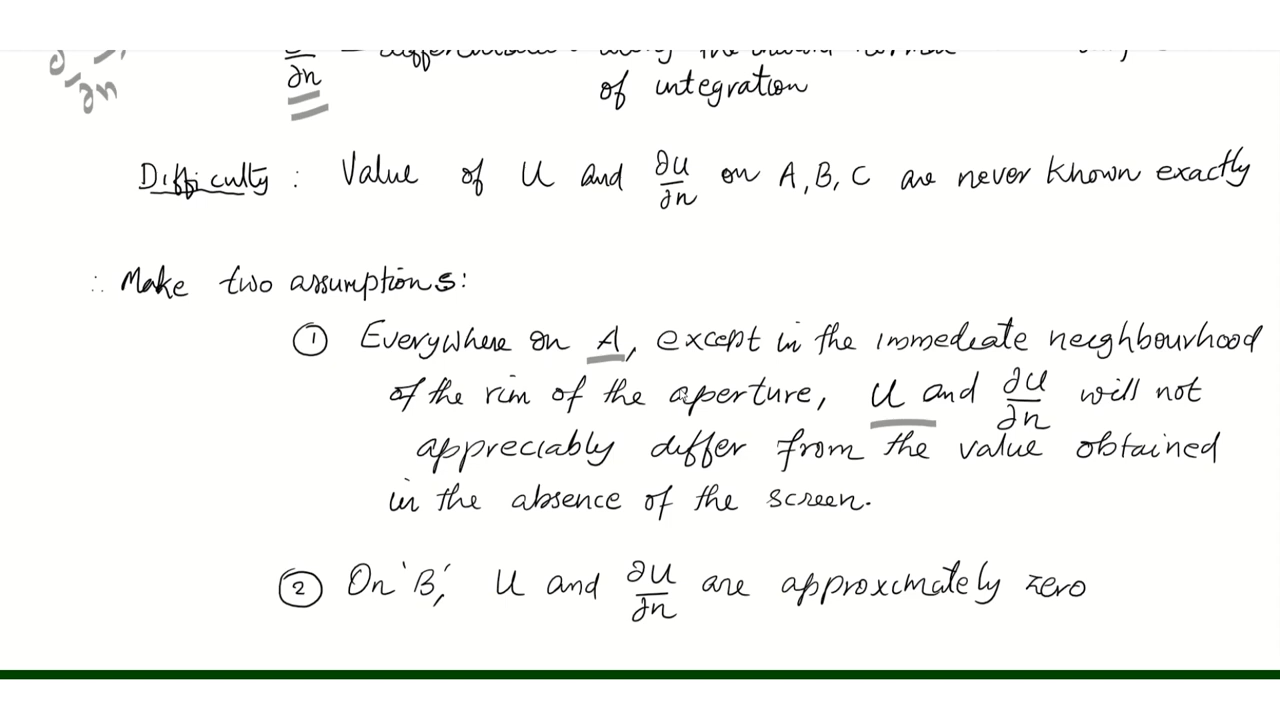 ∂n
∂n
of integration
Difficulty : Value of U and ∂U/∂n on A, B, C are never known exactly
∴ Make two assumptions:
① Everywhere on A, except in the immediate neighbourhood
of the rim of the aperture, U and ∂U/∂n will not
appreciably differ from the value obtained
in the absence of the screen.
② On 'B', U and ∂U/∂n are approximately zero